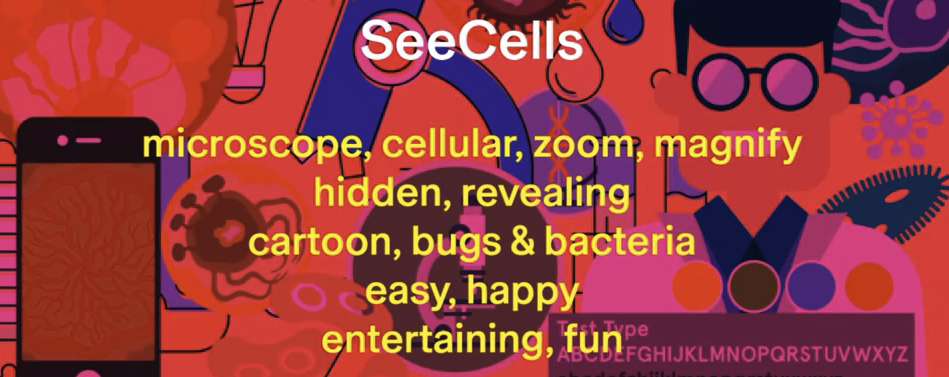 SeeCells
microscope, cellular, zoom, magnify
hidden, revealing
cartoon, bugs & bacteria
easy, happy
entertaining, fun
Test Type
ABCDEFGHIJKLMNOPQRSTUVWXYZ